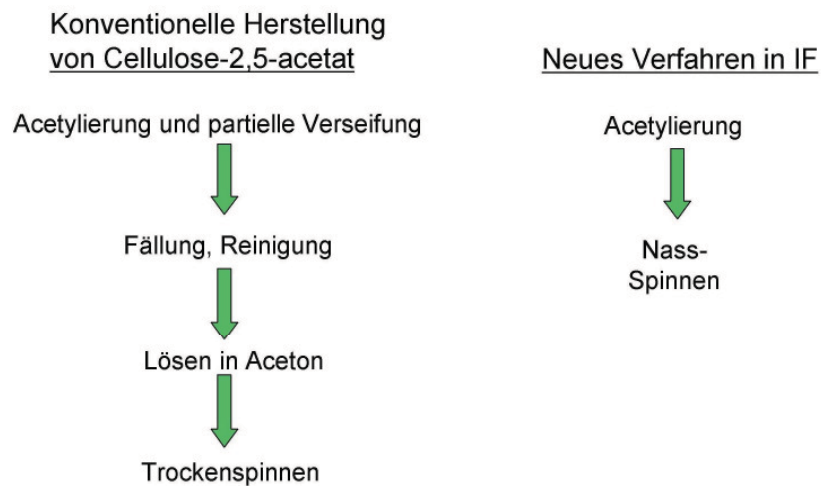 Konventionelle Herstellung
von Cellulose-2,5-acetat
Acetylierung und partielle Verseifung
Fällung, Reinigung
Lösen in Aceton
Trockenspinnen
Neues Verfahren in IF
Acetylierung
Nass-
Spinnen